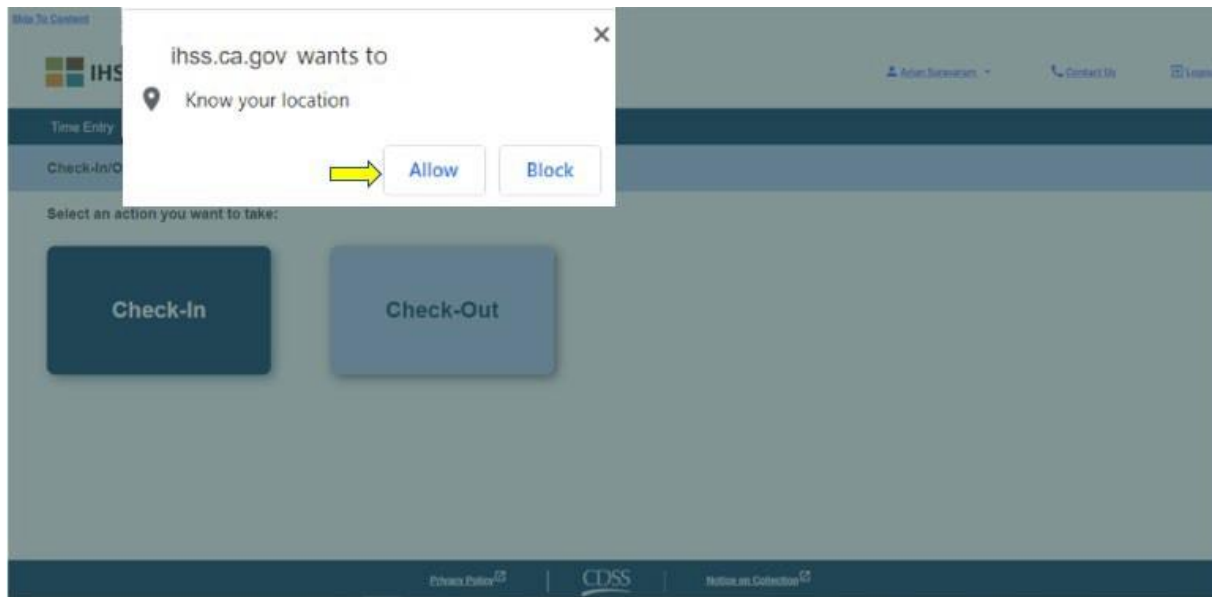 Skip To Content
ihss.ca.gov wants to
Know your location
IHS
Contact Us
Time Entry
Allow
Block
Check-In/O
Select an action you want to take:
Check-In
Check-Out
Privacy Policy
CDSS
Notice on Collection